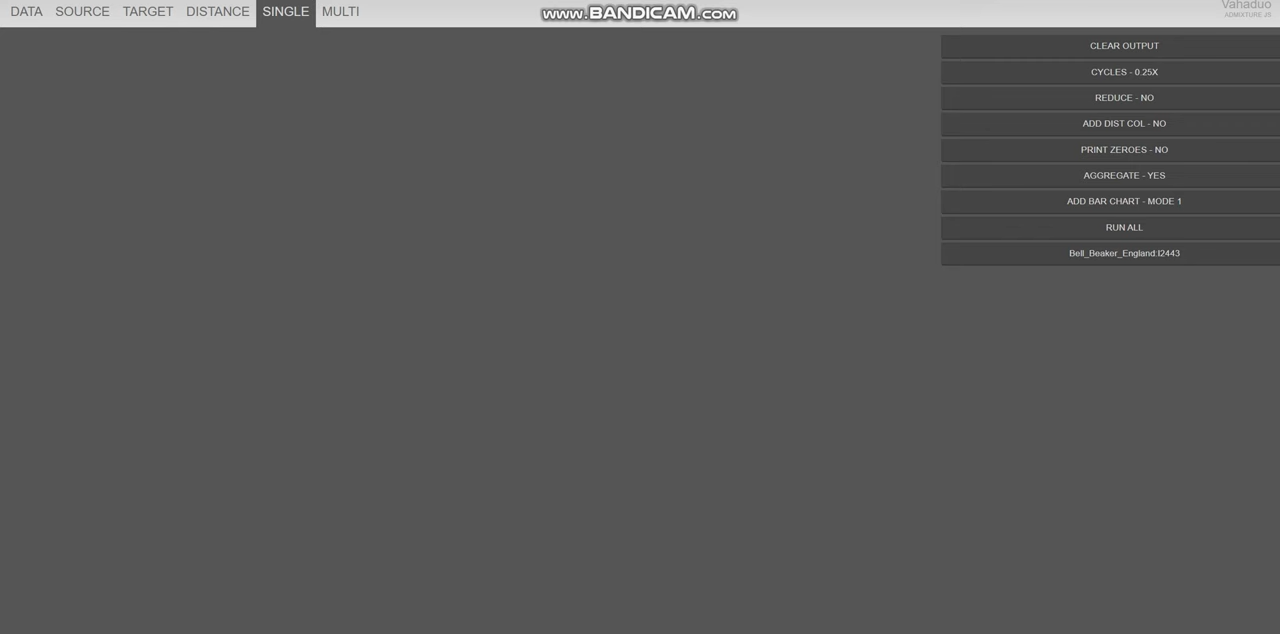 DATA SOURCE TARGET DISTANCE SINGLE MULTI
www.BANDICAM.com
Vahaduo
ADMIXTURE JS
CLEAR OUTPUT
CYCLES - 0.25X
REDUCE - NO
ADD DIST COL - NO
PRINT ZEROES - NO
AGGREGATE - YES
ADD BAR CHART - MODE 1
RUN ALL
Bell_Beaker_England:I2443